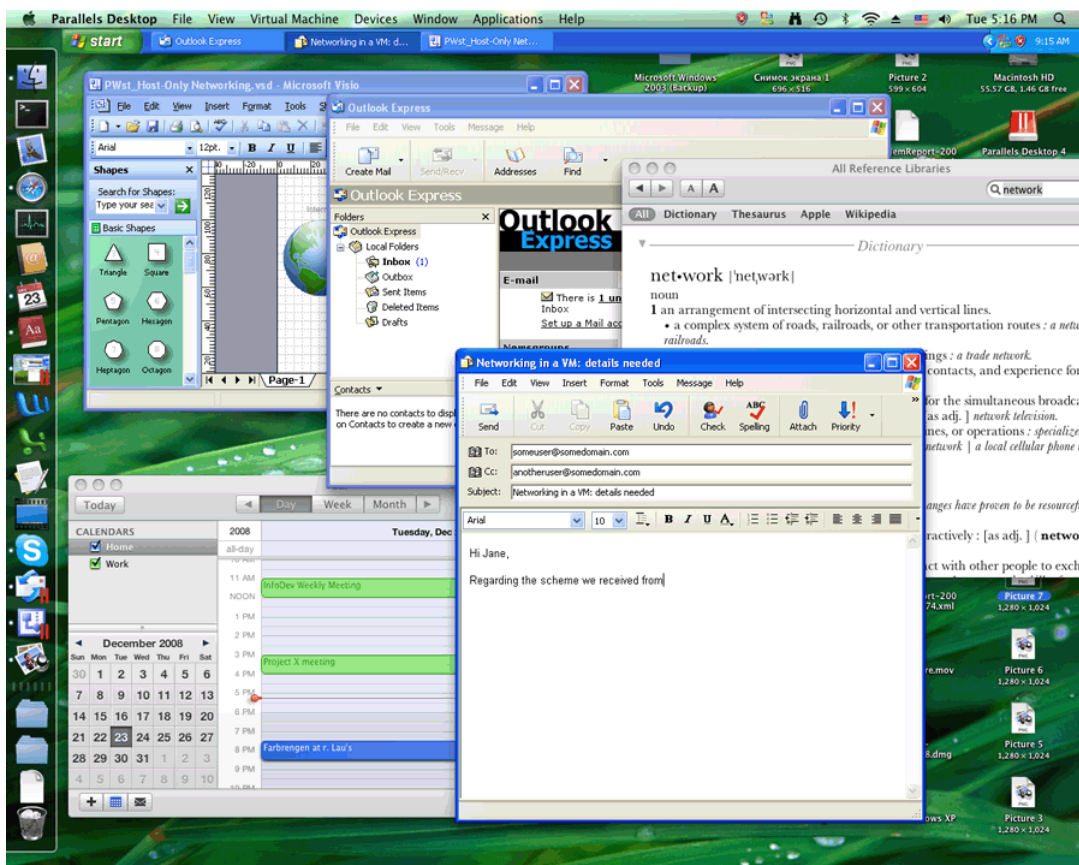 Parallels Desktop File View Virtual Machine Devices Window Applications Help Tue 5:16 PM
start Outlook Express Networking in a VM: d... PWst_Host-Only Net... 9:15 AM
Microsoft Windows 2003 (Backup)
Снимок экрана 1
696 × 516
Picture 2
599 × 604
Macintosh HD
55.57 GB, 1.46 GB free
Parallels Desktop 4
PWst_Host-Only Networking.vsd - Microsoft Visio
File Edit View Insert Format Tools
Arial 12pt. B I U
Shapes
Search for Shapes:
Type your sea
Basic Shapes
Triangle Square
Pentagon Hexagon
Heptagon Octagon
Page-1
Outlook Express
File Edit View Tools Message Help
Create Mail Send/Recv Addresses Find
Outlook Express
Folders
Outlook Express
Local Folders
Inbox (1)
Outbox
Sent Items
Deleted Items
Drafts
Contacts
There are no contacts to displ
on Contacts to create a new
Outlook
Express
E-mail
There is 1 un
Inbox
Set up a Mail acc
Newsgroups
All Reference Libraries
A A network
All Dictionary Thesaurus Apple Wikipedia
Dictionary
net•work |ˈnetˌwərk|
noun
1 an arrangement of intersecting horizontal and vertical lines.
• a complex system of roads, railroads, or other transportation routes : a netw
railroads.
ings : a trade network.
contacts, and experience for
for the simultaneous broadca
as adj. ] network television.
ines, or operations : specialize
network | a local cellular phone
anges have proven to be resourcef
ractively : [as adj. ] ( netwo
act with other people to exch
Networking in a VM: details needed
File Edit View Insert Format Tools Message Help
Send Cut Copy Paste Undo Check Spelling Attach Priority
To: someuser@somedomain.com
Cc: anotheruser@somedomain.com
Subject: Networking in a VM: details needed
Arial 10 B I U A
Hi Jane,
Regarding the scheme we received from
Today Day Week Month
CALENDARS
Home
Work
2008 Tuesday, Dec
all-day
11 AM
InfoDev Weekly Meeting
NOON
1 PM
2 PM
3 PM
Project X meeting
4 PM
5 PM
6 PM
7 PM
8 PM
Farbrengen at r. Lau's
9 PM
10 PM
December 2008
Sun Mon Tue Wed Thu Fri Sat
30 1 2 3 4 5 6
7 8 9 10 11 12 13
14 15 16 17 18 19 20
21 22 23 24 25 26 27
28 29 30 31 1 2 3
4 5 6 7 8 9 10
23
Aa
Picture 7
1,280 × 1,024
Picture 6
1,280 × 1,024
Picture 5
1,280 × 1,024
Picture 3
1,280 × 1,024